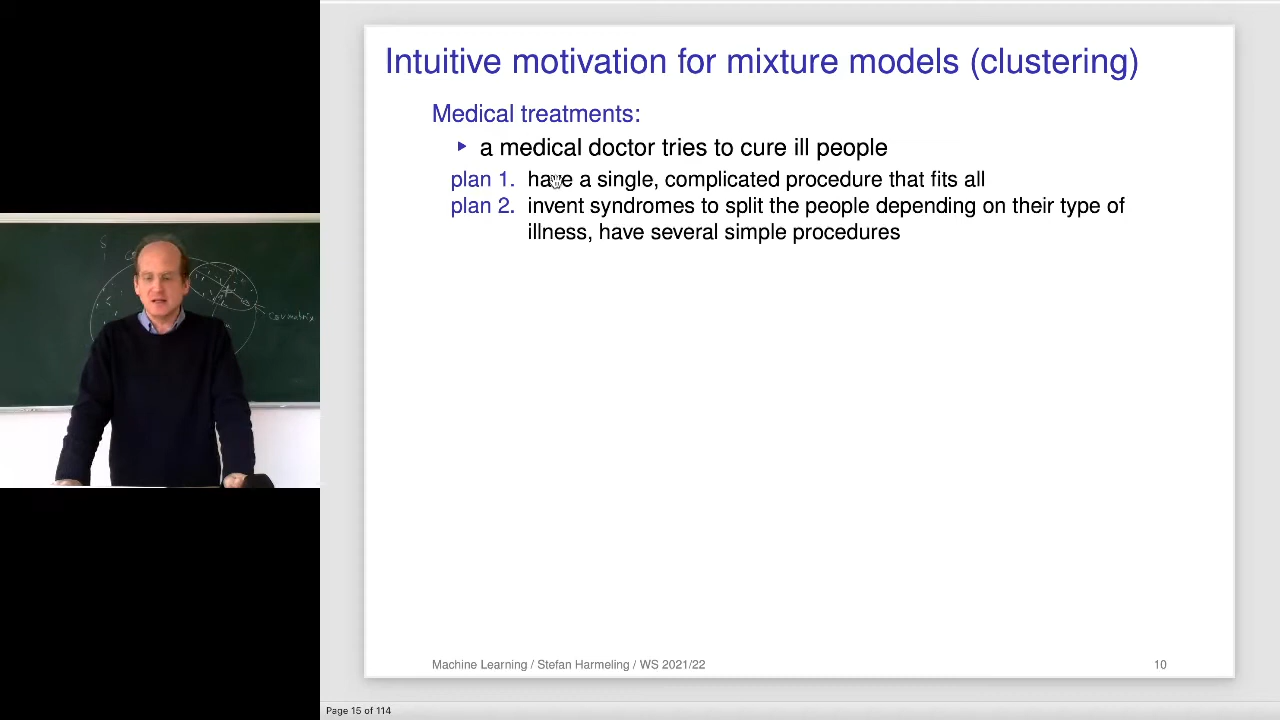 Intuitive motivation for mixture models (clustering)
Medical treatments:
a medical doctor tries to cure ill people
plan 1. have a single, complicated procedure that fits all
plan 2. invent syndromes to split the people depending on their type of
illness, have several simple procedures
Machine Learning / Stefan Harmeling / WS 2021/22 10
Page 15 of 114